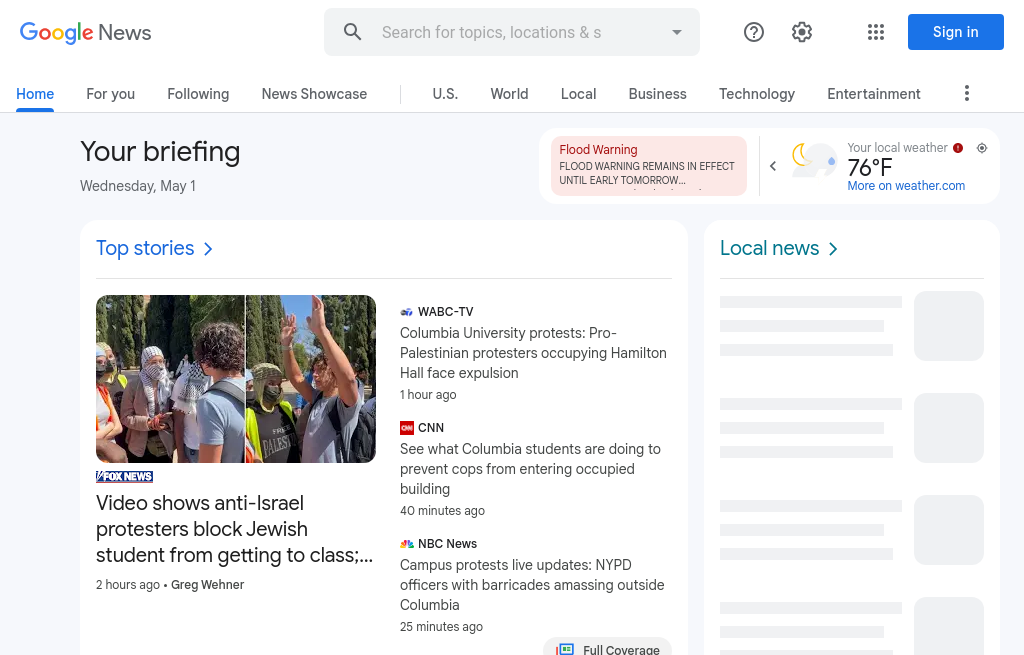 Google News
Search for topics, locations & s
Sign in
Home
For you
Following
News Showcase
U.S.
World
Local
Business
Technology
Entertainment
Your briefing
Wednesday, May 1
Flood Warning
FLOOD WARNING REMAINS IN EFFECT
UNTIL EARLY TOMORROW...
Your local weather
76°F
More on weather.com
Top stories
FOX NEWS
Video shows anti-Israel
protesters block Jewish
student from getting to class;...
2 hours ago • Greg Wehner
WABC-TV
Columbia University protests: Pro-
Palestinian protesters occupying Hamilton
Hall face expulsion
1 hour ago
CNN
See what Columbia students are doing to
prevent cops from entering occupied
building
40 minutes ago
NBC News
Campus protests live updates: NYPD
officers with barricades amassing outside
Columbia
25 minutes ago
Full Coverage
Local news
FREE
PALESTINE